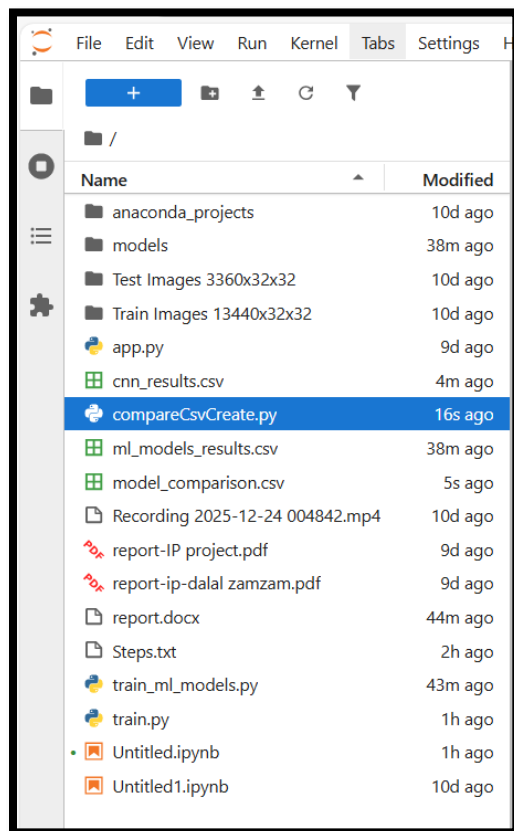 File Edit View Run Kernel Tabs Settings H
/
Name Modified
anaconda_projects 10d ago
models 38m ago
Test Images 3360x32x32 10d ago
Train Images 13440x32x32 10d ago
app.py 9d ago
cnn_results.csv 4m ago
compareCsvCreate.py 16s ago
ml_models_results.csv 38m ago
model_comparison.csv 5s ago
Recording 2025-12-24 004842.mp4 10d ago
PDF report-IP project.pdf 9d ago
PDF report-ip-dalal zamzam.pdf 9d ago
report.docx 44m ago
Steps.txt 2h ago
train_ml_models.py 43m ago
train.py 1h ago
Untitled.ipynb 1h ago
Untitled1.ipynb 10d ago